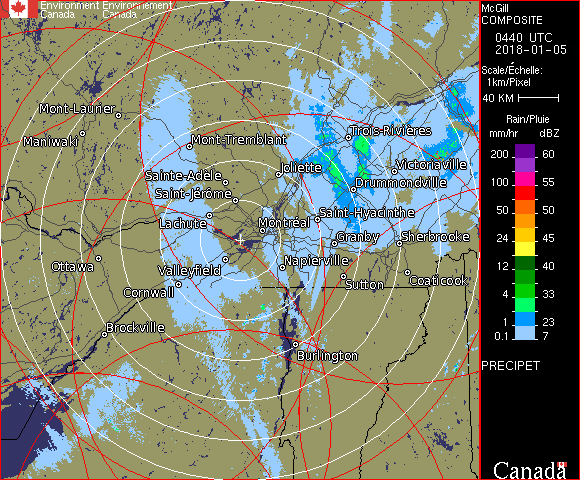 Environment Environnement
Canada Canada
McGill
COMPOSITE
0440 UTC
2018-01-05
Scale/Échelle:
1km/Pixel
40 KM
Rain/Pluie
mm/hr dBZ
200 60
100 55
50 50
24 45
12 40
4 33
1 23
0.1 7
PRECIPET
Canada
Mont-Laurier
Maniwaki
Mont-Tremblant
Trois-Rivières
Joliette
Victoriaville
Sainte-Adèle
Drummondville
Saint-Jérôme
Saint-Hyacinthe
Lachute
Montréal
Granby
Sherbrooke
Ottawa
Valleyfield
Napierville
Cornwall
Sutton
Coaticook
Brockville
Burlington